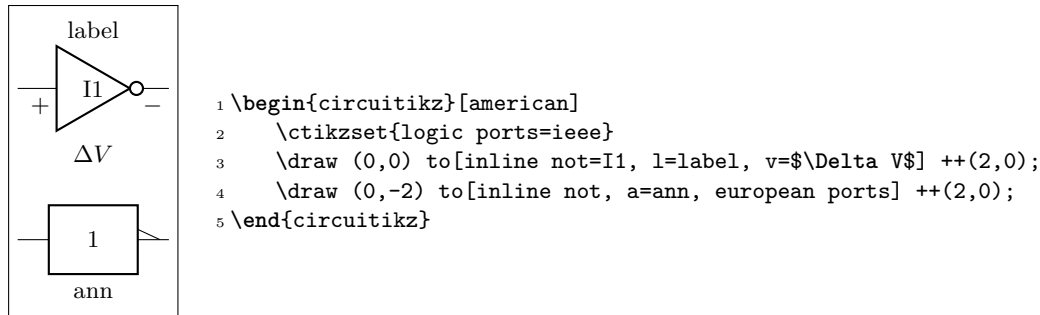 label
I1
+ −
ΔV
1
ann
1 \begin{circuitikz}[american]
2 \ctikzset{logic ports=ieee}
3 \draw (0,0) to[inline not=I1, l=label, v=$\Delta V$] ++(2,0);
4 \draw (0,-2) to[inline not, a=ann, european ports] ++(2,0);
5 \end{circuitikz}